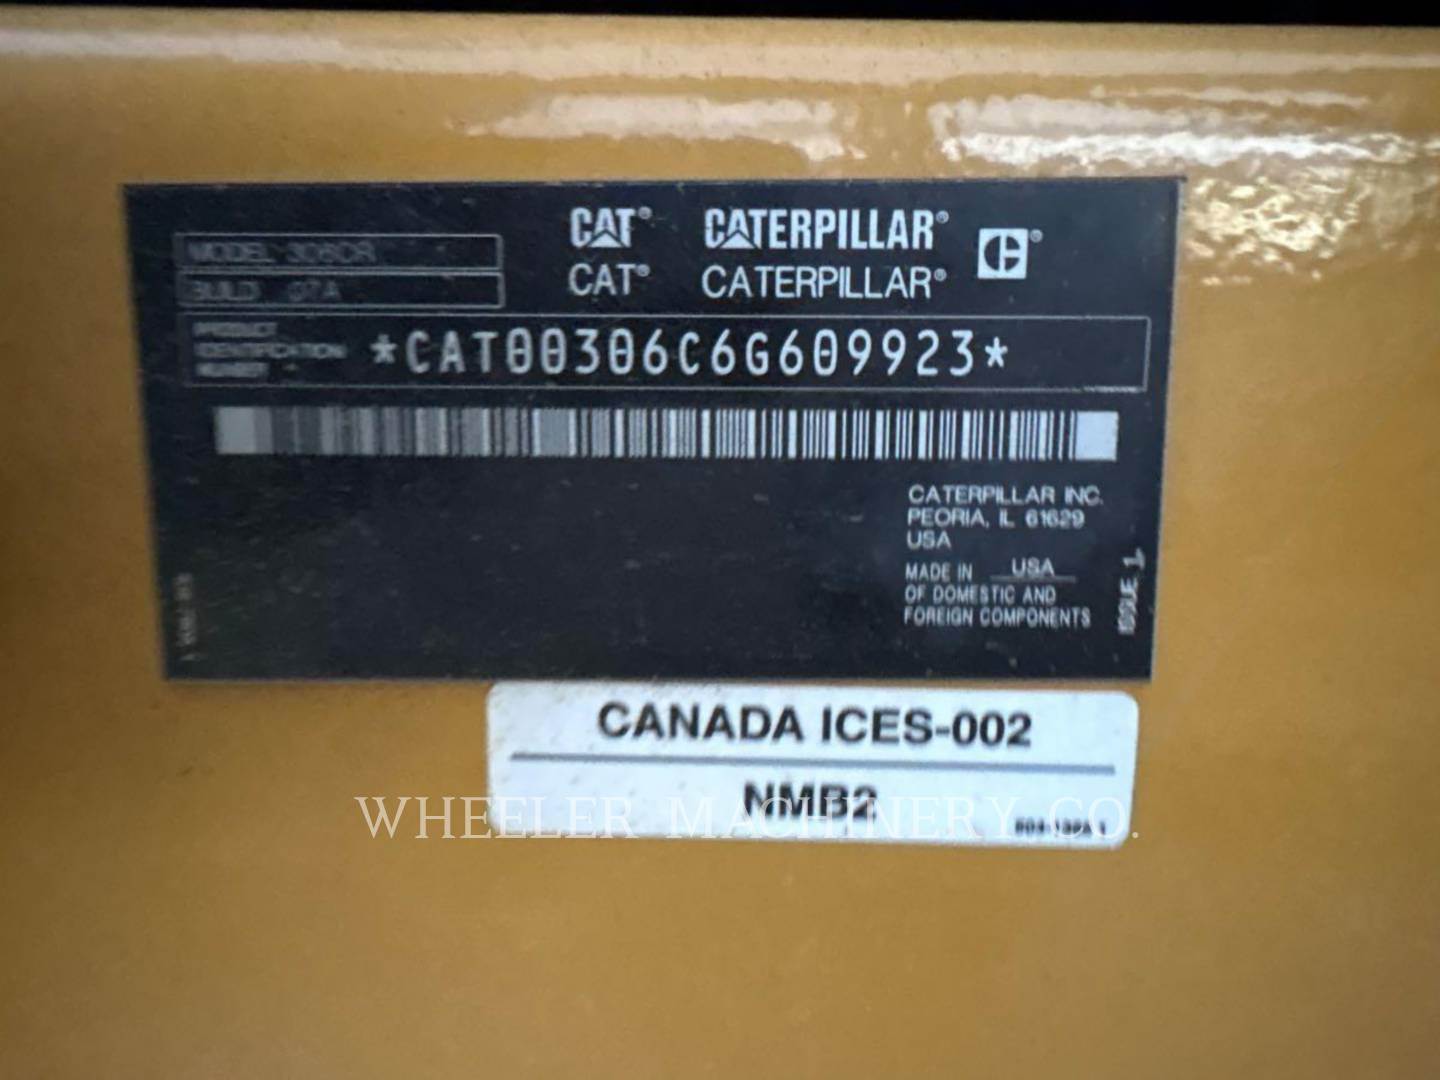 CAT® CATERPILLAR®
CAT® CATERPILLAR®
MODEL 306CR
BUILD 07A
PRODUCT
IDENTIFICATION
NUMBER
*CAT00306C6G609923*
CATERPILLAR INC.
PEORIA, IL 61629
USA
MADE IN USA
OF DOMESTIC AND
FOREIGN COMPONENTS
ISSUE 1
CANADA ICES-002
NMB2
WHEELER MACHINERY CO.